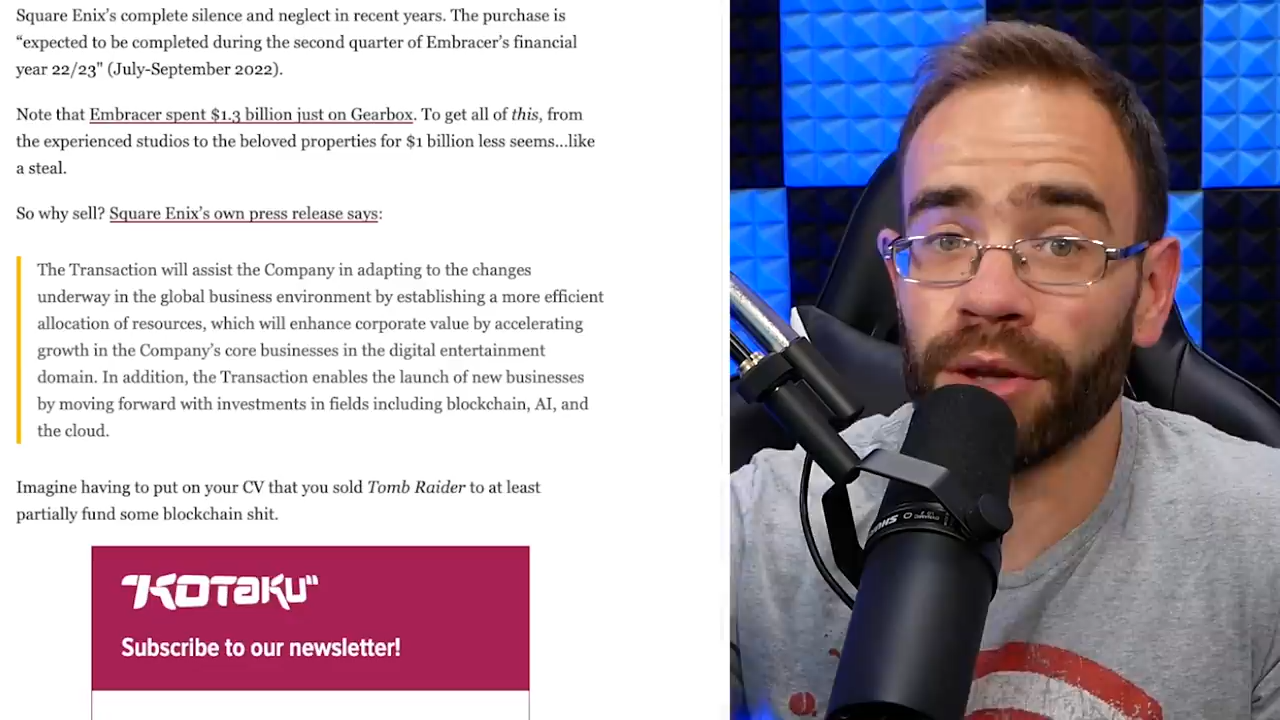 Square Enix’s complete silence and neglect in recent years. The purchase is
“expected to be completed during the second quarter of Embracer’s financial
year 22/23" (July-September 2022).
Note that Embracer spent $1.3 billion just on Gearbox. To get all of this, from
the experienced studios to the beloved properties for $1 billion less seems...like
a steal.
So why sell? Square Enix’s own press release says:
The Transaction will assist the Company in adapting to the changes
underway in the global business environment by establishing a more efficient
allocation of resources, which will enhance corporate value by accelerating
growth in the Company’s core businesses in the digital entertainment
domain. In addition, the Transaction enables the launch of new businesses
by moving forward with investments in fields including blockchain, AI, and
the cloud.
Imagine having to put on your CV that you sold Tomb Raider to at least
partially fund some blockchain shit.
"KOTAKU"
Subscribe to our newsletter!
SHURE